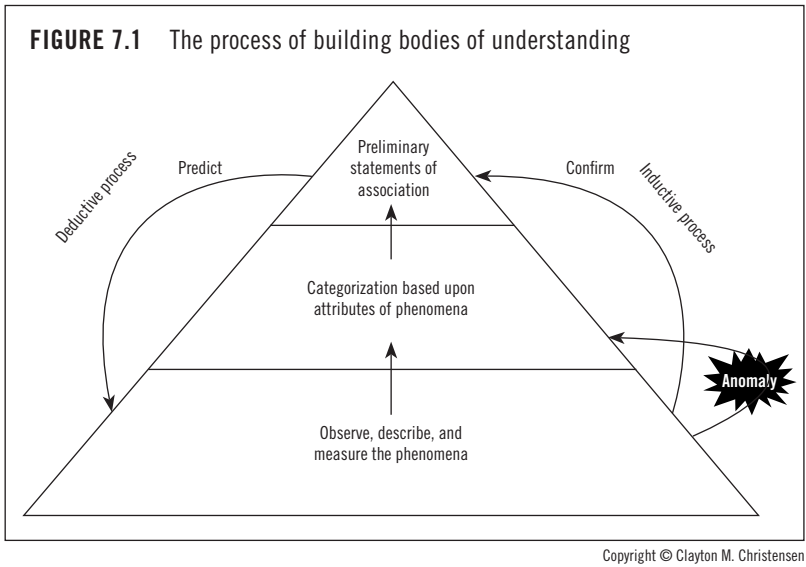 FIGURE 7.1 The process of building bodies of understanding
Deductive process
Predict
Preliminary
statements of
association
Confirm
Inductive process
Categorization based upon
attributes of phenomena
Anomaly
Observe, describe, and
measure the phenomena
Copyright © Clayton M. Christensen